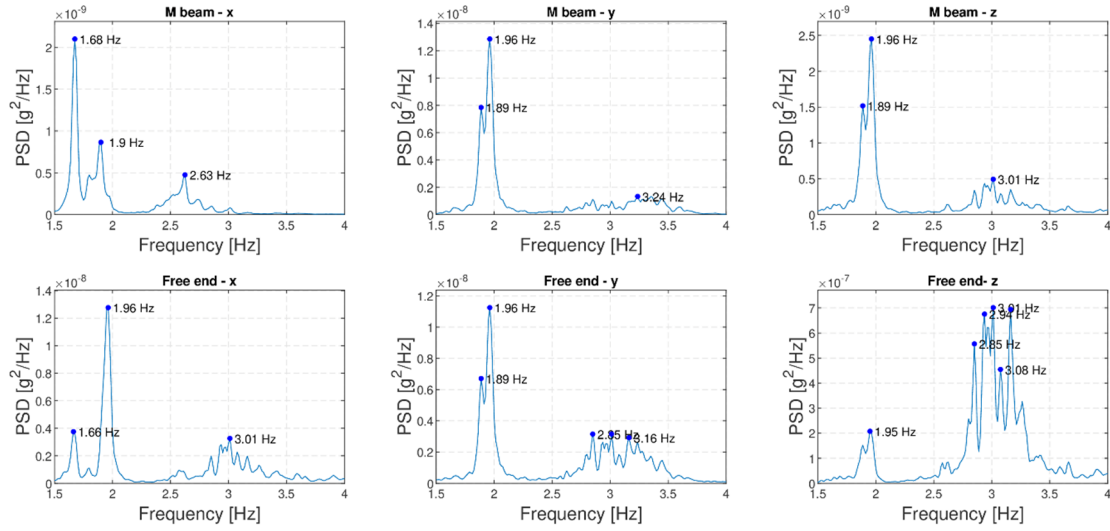 M beam - x
×10⁻⁹
PSD [g²/Hz]
2
1.5
1
0.5
0
1.68 Hz
1.9 Hz
2.63 Hz
1.5 2 2.5 3 3.5 4
Frequency [Hz]
M beam - y
×10⁻⁸
PSD [g²/Hz]
1.4
1.2
1
0.8
0.6
0.4
0.2
0
1.96 Hz
1.89 Hz
3.24 Hz
1.5 2 2.5 3 3.5 4
Frequency [Hz]
M beam - z
×10⁻⁹
PSD [g²/Hz]
2.5
2
1.5
1
0.5
0
1.96 Hz
1.89 Hz
3.01 Hz
1.5 2 2.5 3 3.5 4
Frequency [Hz]
Free end - x
×10⁻⁸
PSD [g²/Hz]
1.4
1.2
1
0.8
0.6
0.4
0.2
0
1.96 Hz
1.66 Hz
3.01 Hz
1.5 2 2.5 3 3.5 4
Frequency [Hz]
Free end - y
×10⁻⁸
PSD [g²/Hz]
1.2
1
0.8
0.6
0.4
0.2
0
1.96 Hz
1.89 Hz
2.85
3.16 Hz
1.5 2 2.5 3 3.5 4
Frequency [Hz]
Free end- z
×10⁻⁷
PSD [g²/Hz]
7
6
5
4
3
2
1
0
3.01 Hz
2.94 Hz
2.85 Hz
3.08 Hz
1.95 Hz
1.5 2 2.5 3 3.5 4
Frequency [Hz]